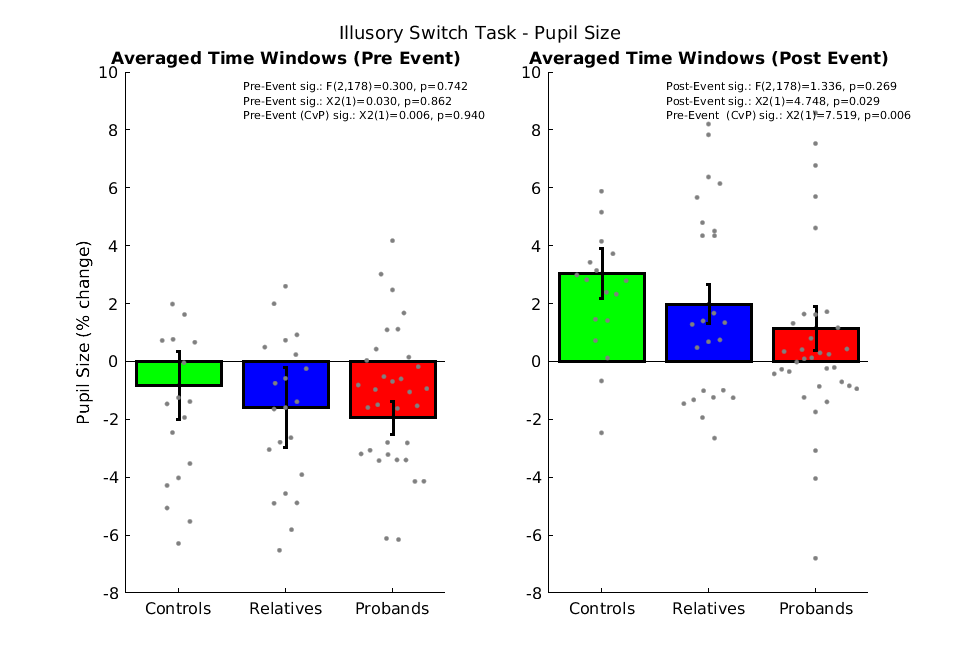 Illusory Switch Task - Pupil Size
Averaged Time Windows (Pre Event)
Pre-Event sig.: F(2,178)=0.300, p=0.742
Pre-Event sig.: X2(1)=0.030, p=0.862
Pre-Event (CvP) sig.: X2(1)=0.006, p=0.940
Pupil Size (% change)
10
8
6
4
2
0
-2
-4
-6
-8
Controls Relatives Probands
Averaged Time Windows (Post Event)
Post-Event sig.: F(2,178)=1.336, p=0.269
Post-Event sig.: X2(1)=4.748, p=0.029
Pre-Event (CvP) sig.: X2(1)=7.519, p=0.006
10
8
6
4
2
0
-2
-4
-6
-8
Controls Relatives Probands